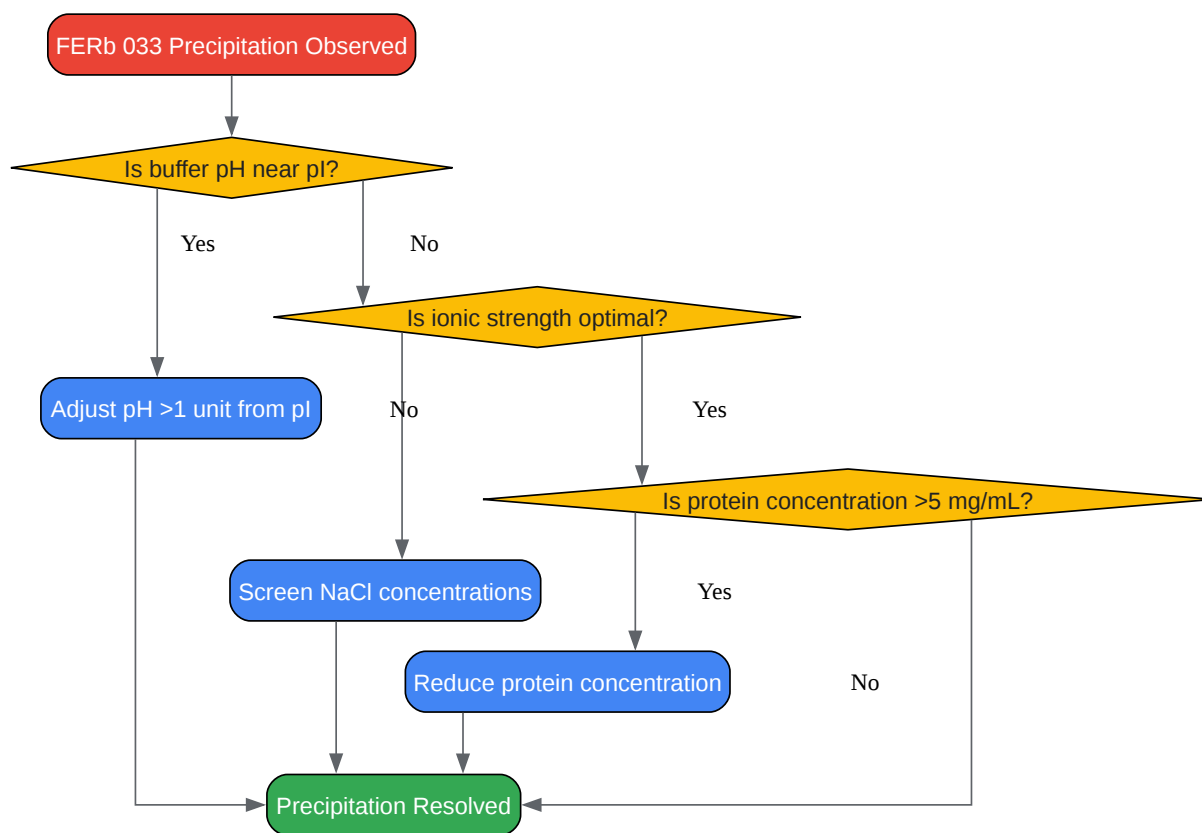 FERb 033 Precipitation Observed
Is buffer pH near pI?
Yes
No
Is ionic strength optimal?
Adjust pH >1 unit from pI
No
Yes
Is protein concentration >5 mg/mL?
Screen NaCl concentrations
Yes
Reduce protein concentration
No
Precipitation Resolved